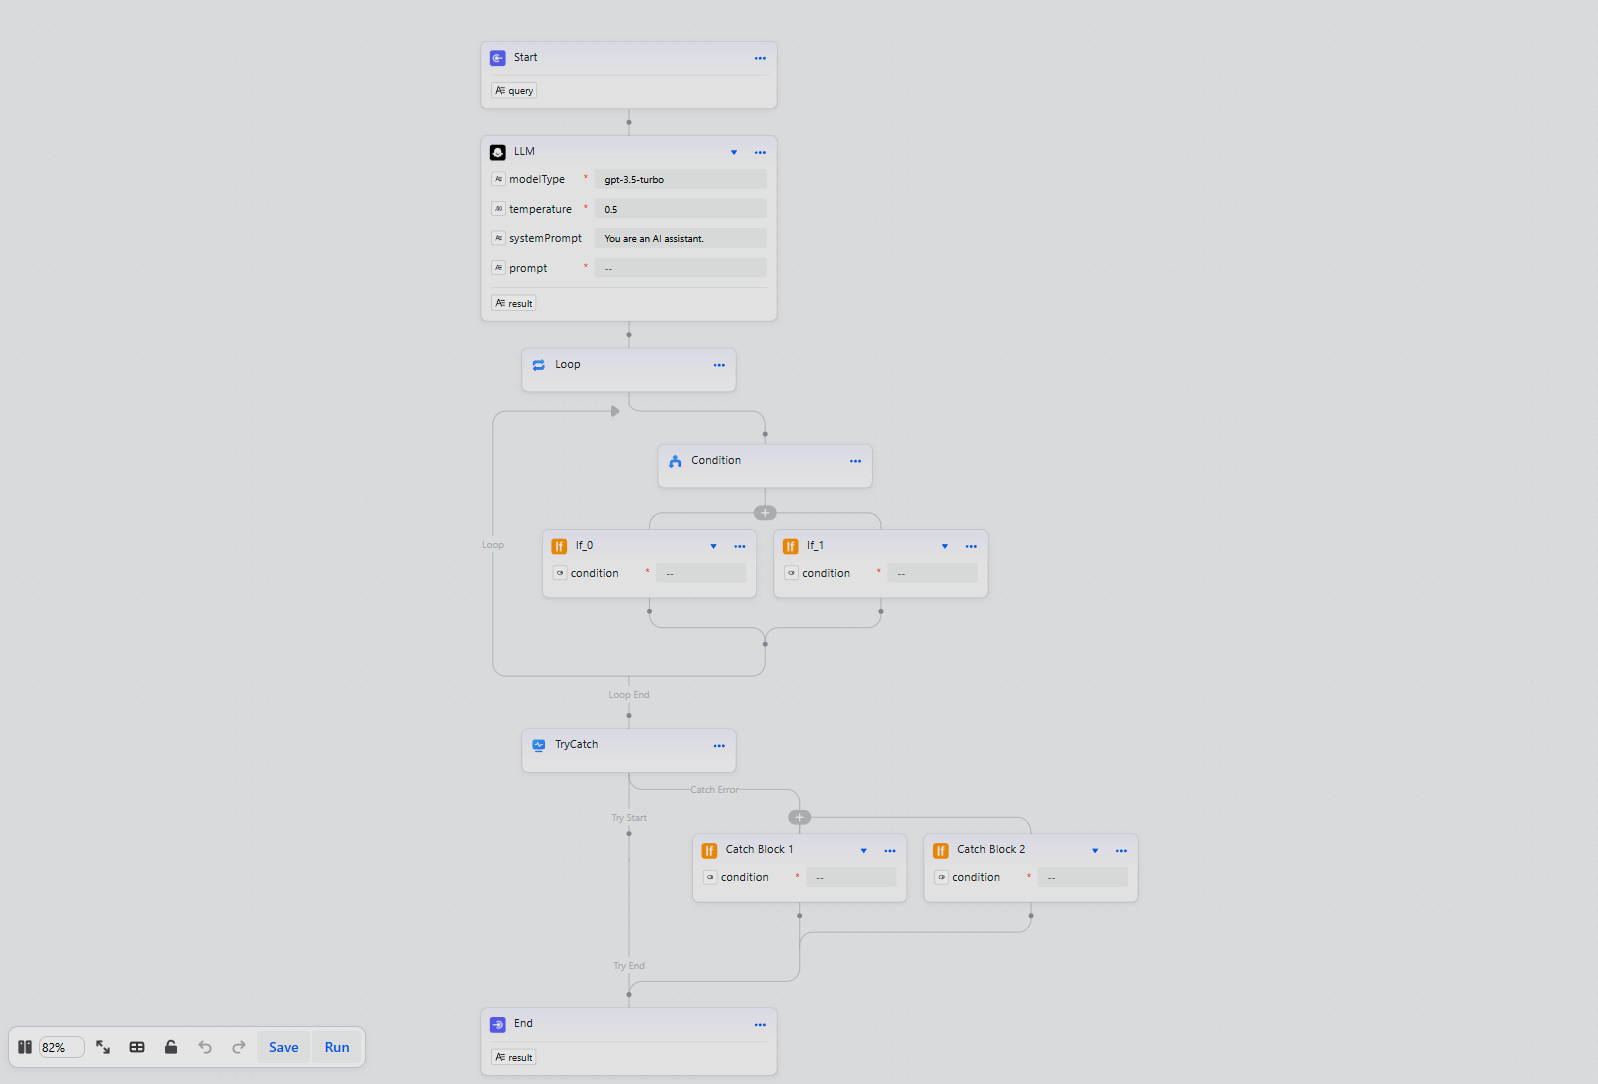 Start
query
LLM
modelType * gpt-3.5-turbo
temperature * 0.5
systemPrompt You are an AI assistant.
prompt * --
result
Loop
Condition
Loop
If_0
condition * --
If_1
condition * --
Loop End
TryCatch
Catch Error
Try Start
Catch Block 1
condition * --
Catch Block 2
condition * --
Try End
End
result
82%
Save
Run